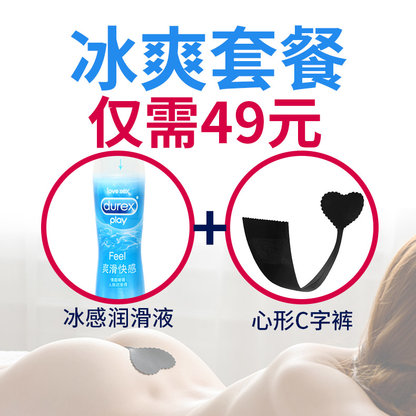 冰爽套餐
仅需49元
love sex
durex
play
Feel
爽滑快感
+
冰感润滑液
心形C字裤